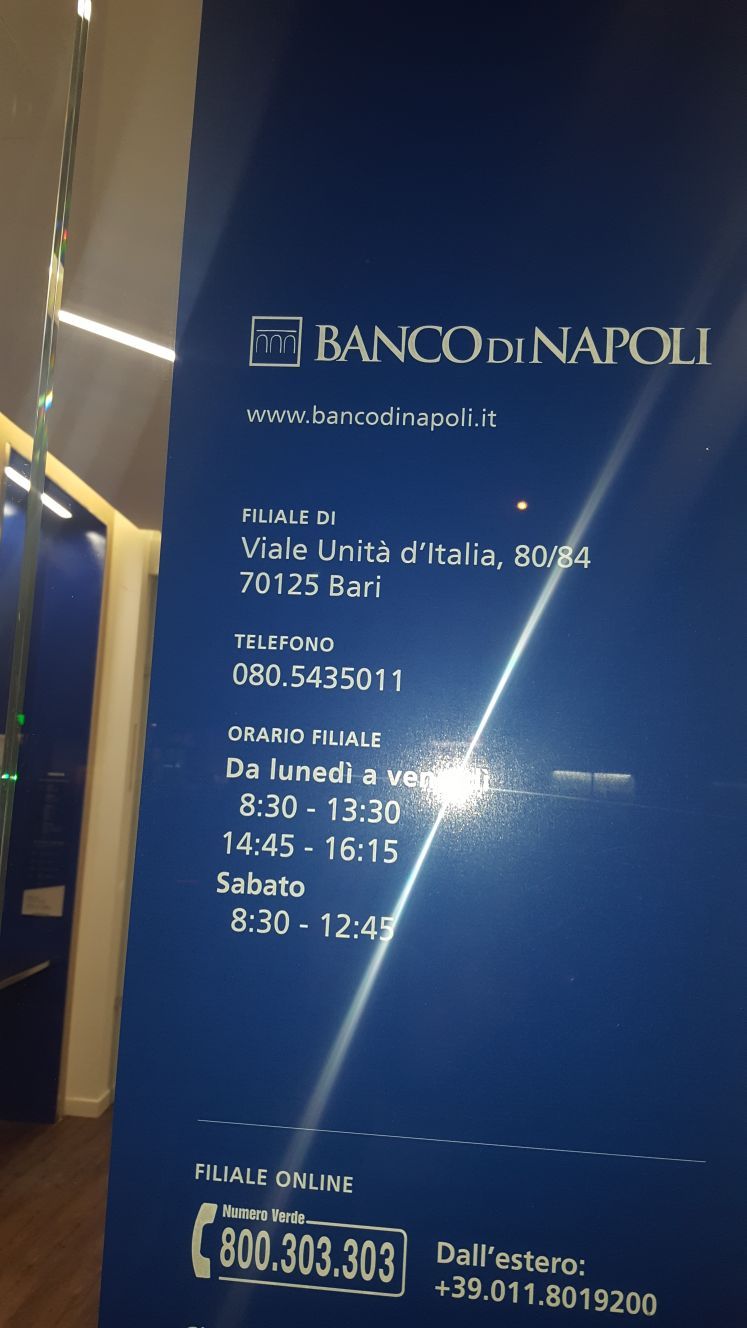 BANCO DI NAPOLI
www.bancodinapoli.it
FILIALE DI
Viale Unità d'Italia, 80/84
70125 Bari
TELEFONO
080.5435011
ORARIO FILIALE
Da lunedì a venerdì
8:30 - 13:30
14:45 - 16:15
Sabato
8:30 - 12:45
FILIALE ONLINE
Numero Verde
800.303.303
Dall'estero:
+39.011.8019200